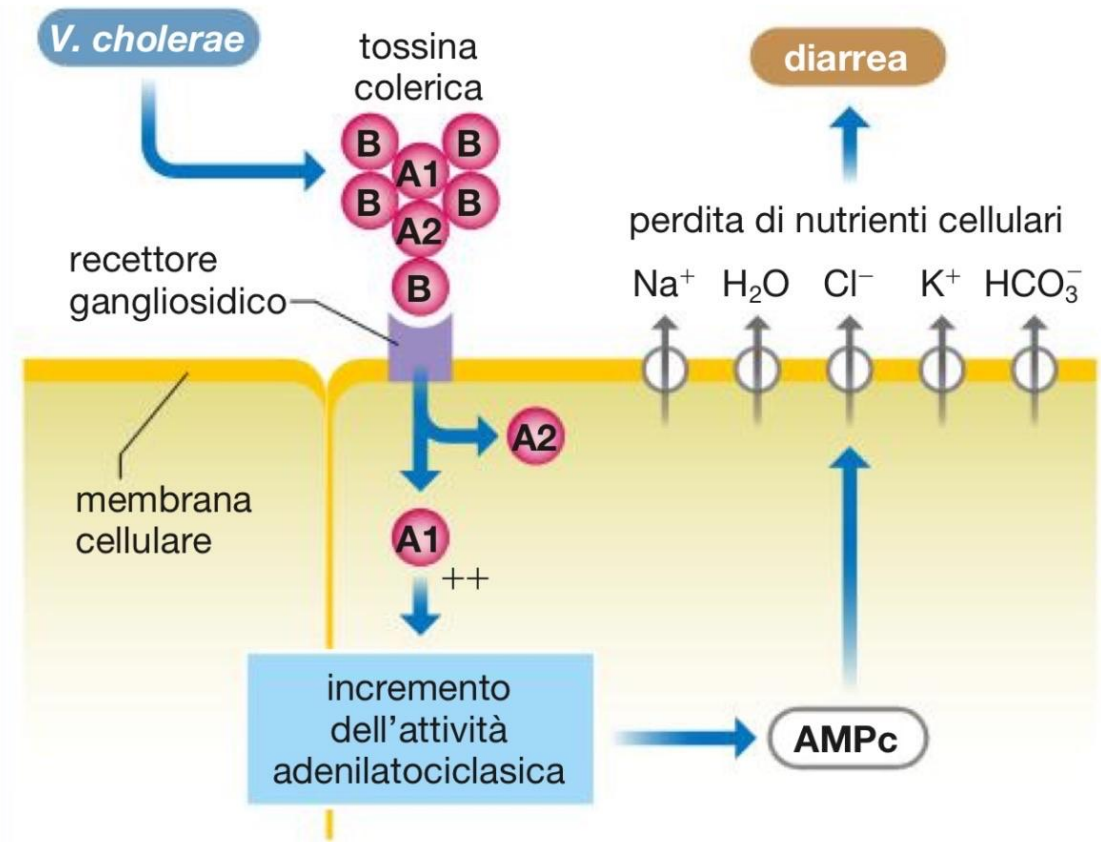 V. cholerae
tossina
colerica
B
B
A1
B
B
A2
B
recettore
gangliosidico
membrana
cellulare
A2
A1
++
incremento
dell’attività
adenilatociclasica
AMPc
diarrea
perdita di nutrienti cellulari
Na⁺ H₂O Cl⁻ K⁺ HCO₃⁻